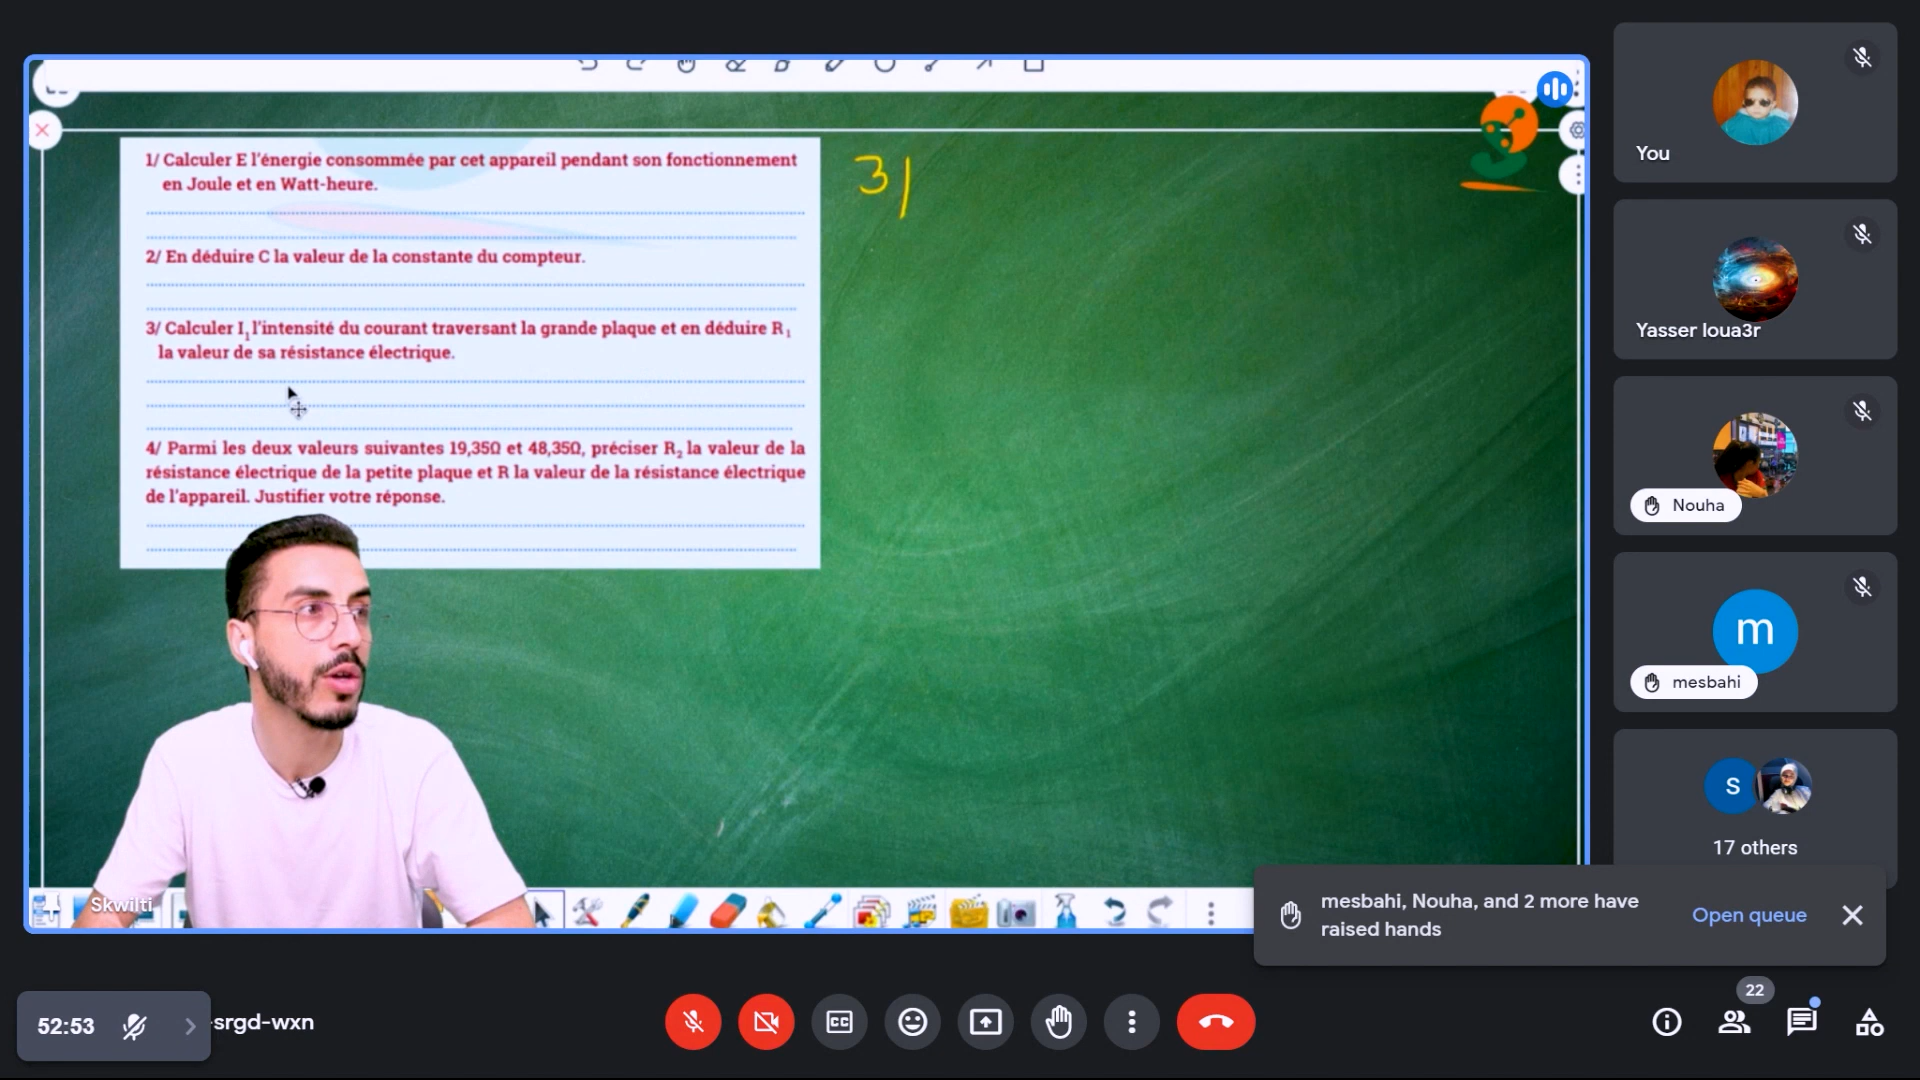 1/ Calculer E l'énergie consommée par cet appareil pendant son fonctionnement
en Joule et en Watt-heure.
2/ En déduire C la valeur de la constante du compteur.
3/ Calculer I1 l'intensité du courant traversant la grande plaque et en déduire R1
la valeur de sa résistance électrique.
4/ Parmi les deux valeurs suivantes 19,35Ω et 48,35Ω, préciser R2 la valeur de la
résistance électrique de la petite plaque et R la valeur de la résistance électrique
de l'appareil. Justifier votre réponse.
3/
Skwilti
You
Yasser loua3r
Nouha
m
mesbahi
S
17 others
mesbahi, Nouha, and 2 more have
raised hands
Open queue
52:53
-srgd-wxn
CC
22